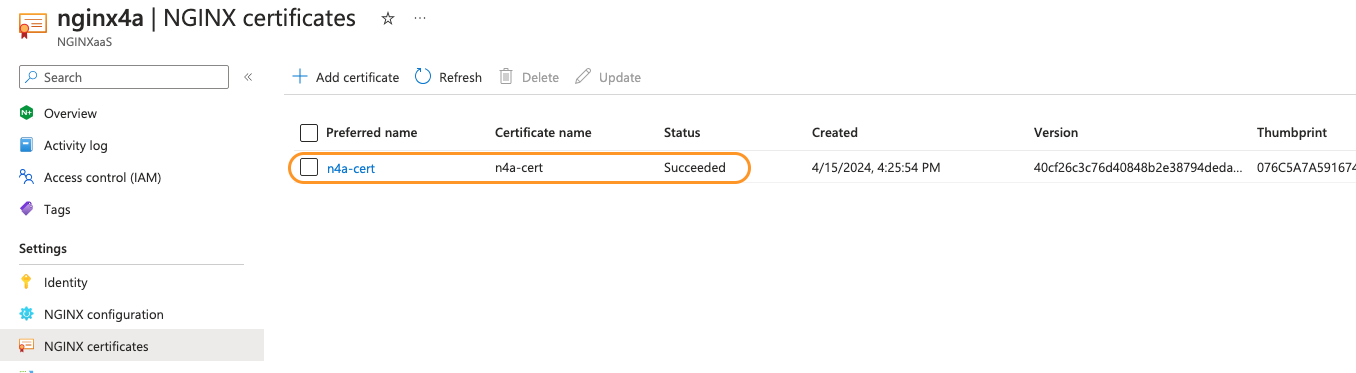 nginx4a | NGINX certificates ☆ ...
NGINXaaS
Search «
Add certificate Refresh Delete Update
Overview
Activity log
Access control (IAM)
Tags
Settings
Identity
NGINX configuration
NGINX certificates
Preferred name Certificate name Status Created Version Thumbprint
n4a-cert n4a-cert Succeeded 4/15/2024, 4:25:54 PM 40cf26c3c76d40848b2e38794deda... 076C5A7A591674